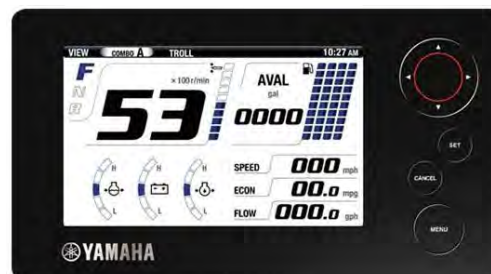 VIEW COMBO A TROLL 10:27 AM
F
N
R
×100 r/min
53
AVAL
gal
0000
H H H
L L L
SPEED 000 mph
ECON 00.0 mpg
FLOW 000.0 gph
SET
CANCEL
MENU
YAMAHA